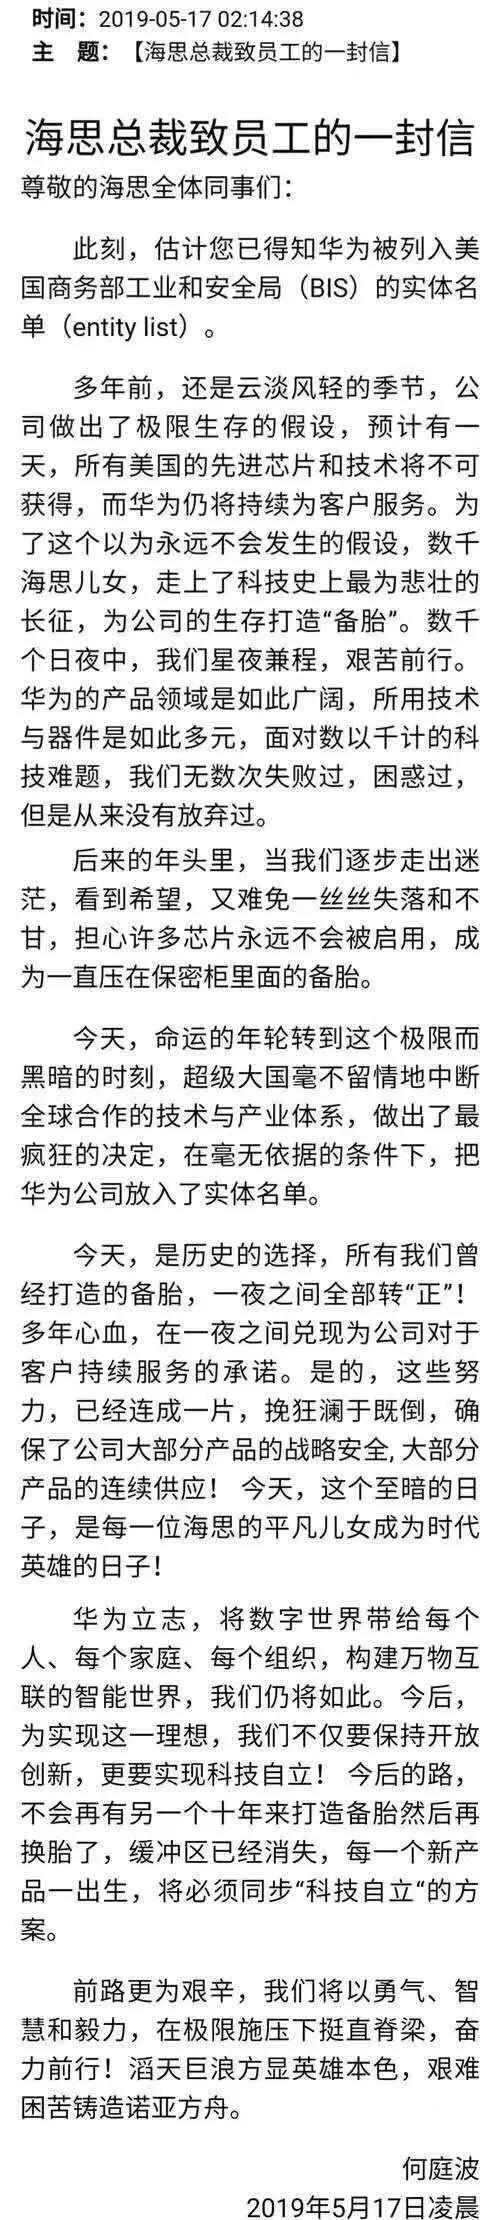 时间：2019-05-17 02:14:38
主 题：【海思总裁致员工的一封信】
海思总裁致员工的一封信
尊敬的海思全体同事们：
此刻，估计您已得知华为被列入美
国商务部工业和安全局（BIS）的实体名
单（entity list）。
多年前，还是云淡风轻的季节，公
司做出了极限生存的假设，预计有一
天，所有美国的先进芯片和技术将不可
获得，而华为仍将持续为客户服务。为
了这个以为永远不会发生的假设，数千
海思儿女，走上了科技史上最为悲壮的
长征，为公司的生存打造“备胎”。数千
个日夜中，我们星夜兼程，艰苦前行。
华为的产品领域是如此广阔，所用技术
与器件是如此多元，面对数以千计的科
技难题，我们无数次失败过，困惑过，
但是从来没有放弃过。
后来的年头里，当我们逐步走出迷
茫，看到希望，又难免一丝丝失落和不
甘，担心许多芯片永远不会被启用，成
为一直压在保密柜里面的备胎。
今天，命运的年轮转到这个极限而
黑暗的时刻，超级大国毫不留情地中断
全球合作的技术与产业体系，做出了最
疯狂的决定，在毫无依据的条件下，把
华为公司放入了实体名单。
今天，是历史的选择，所有我们曾
经打造的备胎，一夜之间全部转“正”！
多年心血，在一夜之间兑现为公司对于
客户持续服务的承诺。是的，这些努
力，已经连成一片，挽狂澜于既倒，确
保了公司大部分产品的战略安全,大部分
产品的连续供应！ 今天，这个至暗的日
子，是每一位海思的平凡儿女成为时代
英雄的日子！
华为立志，将数字世界带给每个
人、每个家庭、每个组织，构建万物互
联的智能世界，我们仍将如此。今后，
为实现这一理想，我们不仅要保持开放
创新，更要实现科技自立！ 今后的路，
不会再有另一个十年来打造备胎然后再
换胎了，缓冲区已经消失，每一个新产
品一出生，将必须同步“科技自立“的方
案。
前路更为艰辛，我们将以勇气、智
慧和毅力，在极限施压下挺直脊梁，奋
力前行！滔天巨浪方显英雄本色，艰难
困苦铸造诺亚方舟。
何庭波
2019年5月17日凌晨